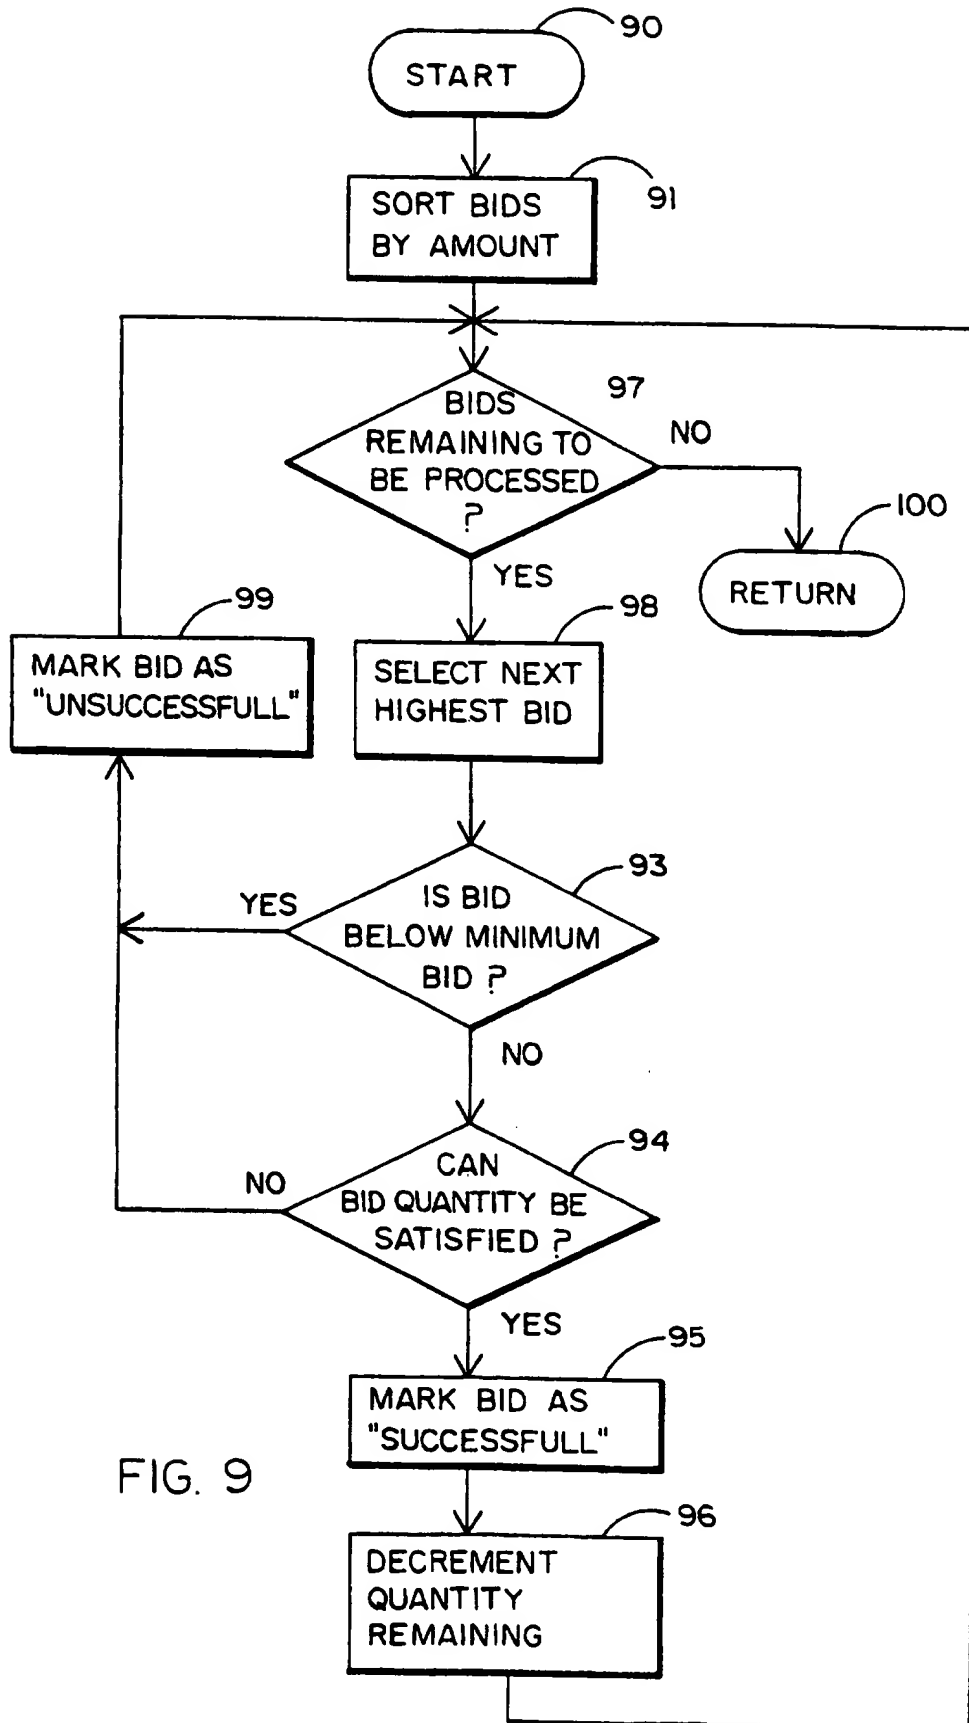 90
START
91
SORT BIDS
BY AMOUNT
97
BIDS
REMAINING TO
BE PROCESSED
?
NO
100
RETURN
YES
99
98
MARK BID AS
"UNSUCCESSFULL"
SELECT NEXT
HIGHEST BID
93
YES
IS BID
BELOW MINIMUM
BID ?
NO
94
NO
CAN
BID QUANTITY BE
SATISFIED ?
YES
95
MARK BID AS
"SUCCESSFULL"
FIG. 9
96
DECREMENT
QUANTITY
REMAINING